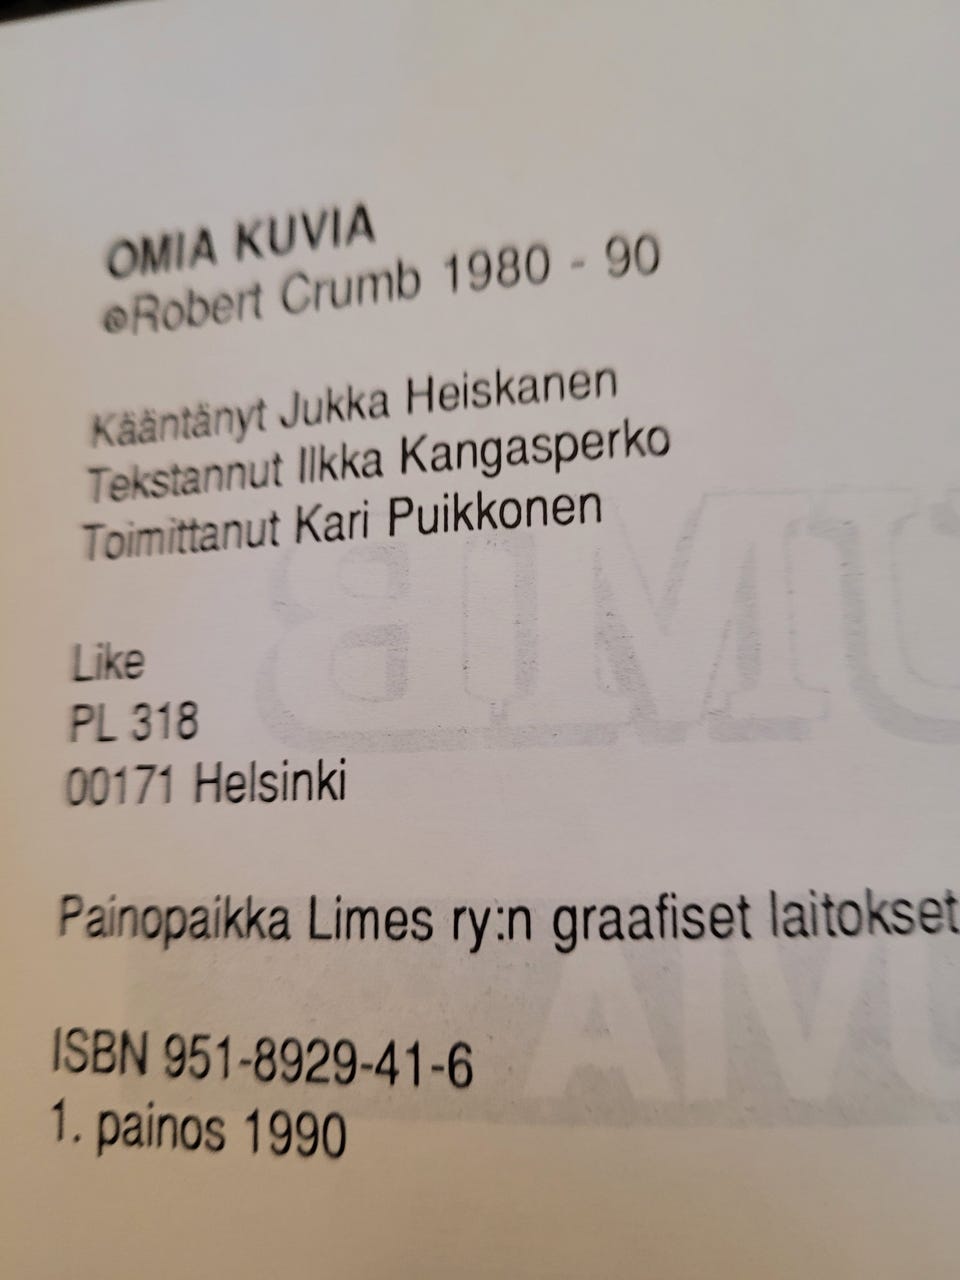 OMIA KUVIA
©Robert Crumb 1980 - 90
Kääntänyt Jukka Heiskanen
Tekstannut Ilkka Kangasperko
Toimittanut Kari Puikkonen
Like
PL 318
00171 Helsinki
Painopaikka Limes ry:n graafiset laitokset
ISBN 951-8929-41-6
1. painos 1990